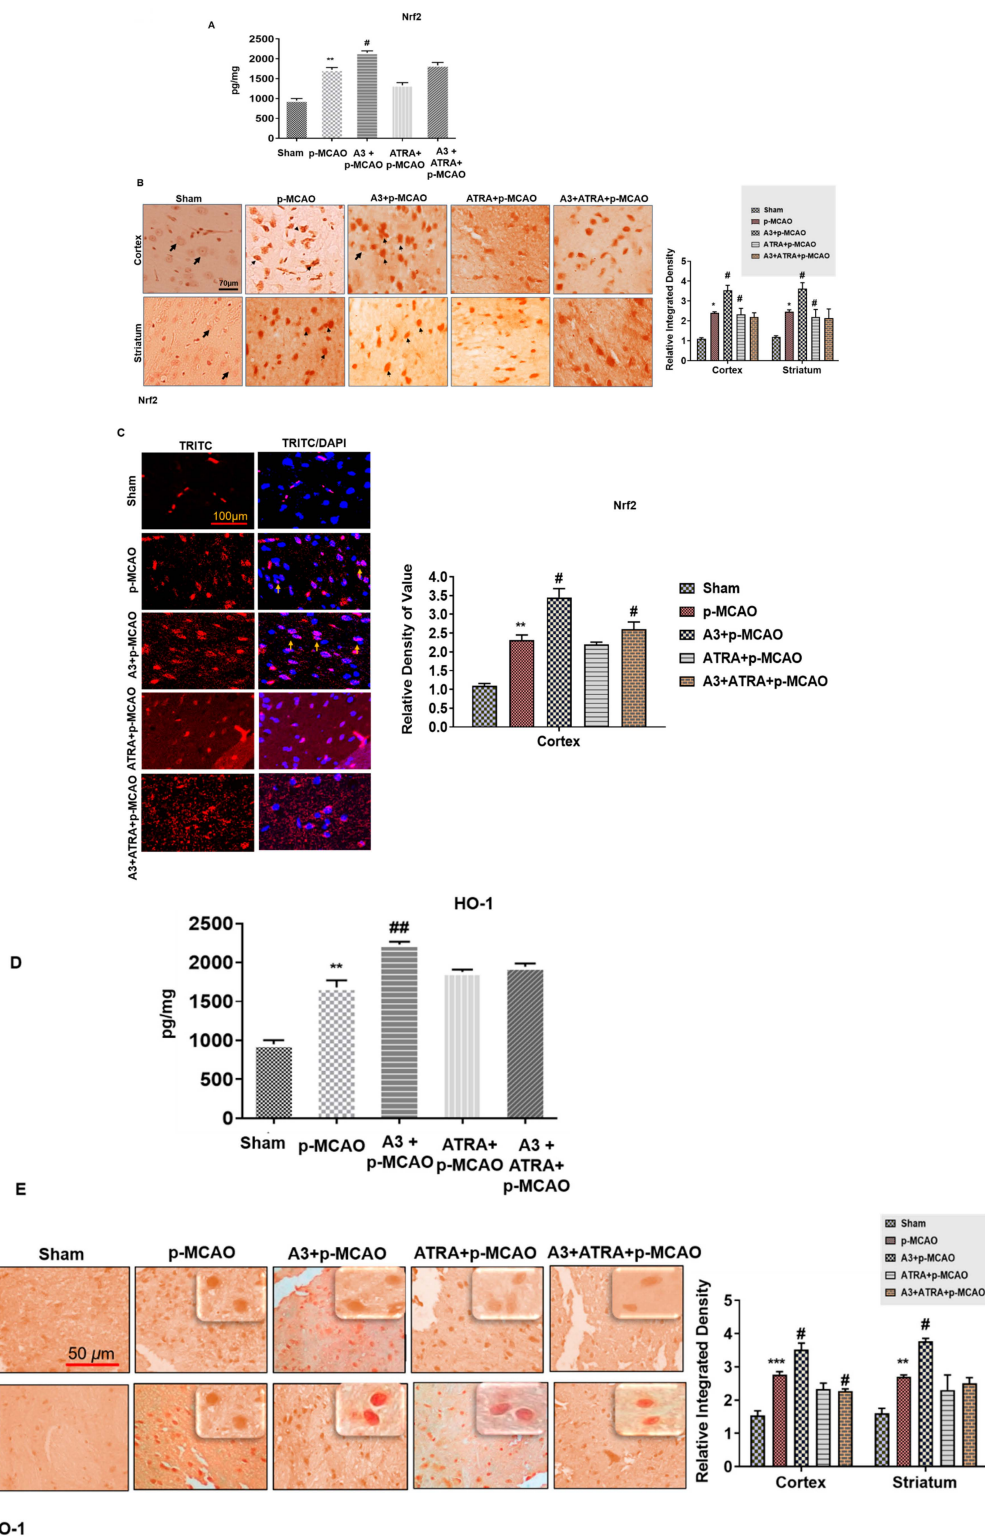 Nrf2
A
2500
2000
1500
1000
500
0
pg/mg
**
#
Sham
p-MCAO
A3 +
p-MCAO
ATRA+
p-MCAO
A3 +
ATRA+
p-MCAO
B
Sham
p-MCAO
A3+p-MCAO
ATRA+p-MCAO
A3+ATRA+p-MCAO
Cortex
70µm
Striatum
Nrf2
Sham
p-MCAO
A3+p-MCAO
ATRA+p-MCAO
A3+ATRA+p-MCAO
Relative Integrated Density
5
4
3
2
1
0
*
#
#
*
#
#
Cortex
Striatum
C
TRITC
TRITC/DAPI
Sham
100µm
p-MCAO
A3+p-MCAO
ATRA+p-MCAO
A3+ATRA+p-MCAO
Nrf2
Relative Density of Value
4.0
3.5
3.0
2.5
2.0
1.5
1.0
0.5
0.0
**
#
#
Cortex
Sham
p-MCAO
A3+p-MCAO
ATRA+p-MCAO
A3+ATRA+p-MCAO
HO-1
D
2500
2000
1500
1000
500
0
pg/mg
**
##
Sham
p-MCAO
A3 +
p-MCAO
ATRA+
p-MCAO
A3 +
ATRA+
p-MCAO
E
Sham
p-MCAO
A3+p-MCAO
ATRA+p-MCAO
A3+ATRA+p-MCAO
50 µm
Sham
p-MCAO
A3+p-MCAO
ATRA+p-MCAO
A3+ATRA+p-MCAO
Relative Integrated Density
5
4
3
2
1
0
***
#
#
**
#
Cortex
Striatum
O-1